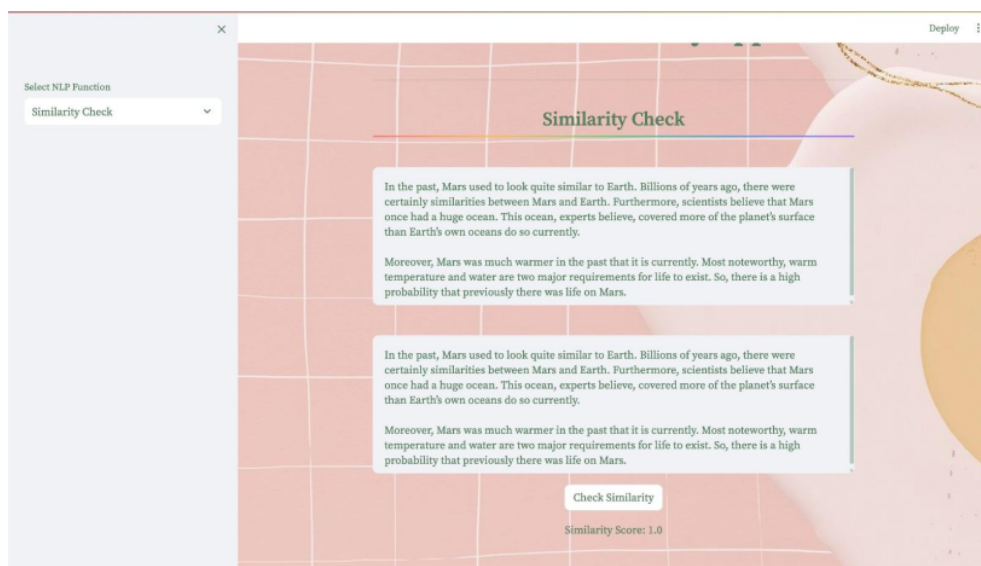 Deploy
Select NLP Function
Similarity Check
Similarity Check
In the past, Mars used to look quite similar to Earth. Billions of years ago, there were
certainly similarities between Mars and Earth. Furthermore, scientists believe that Mars
once had a huge ocean. This ocean, experts believe, covered more of the planet's surface
than Earth's own oceans do so currently.
Moreover, Mars was much warmer in the past that it is currently. Most noteworthy, warm
temperature and water are two major requirements for life to exist. So, there is a high
probability that previously there was life on Mars.
In the past, Mars used to look quite similar to Earth. Billions of years ago, there were
certainly similarities between Mars and Earth. Furthermore, scientists believe that Mars
once had a huge ocean. This ocean, experts believe, covered more of the planet's surface
than Earth's own oceans do so currently.
Moreover, Mars was much warmer in the past that it is currently. Most noteworthy, warm
temperature and water are two major requirements for life to exist. So, there is a high
probability that previously there was life on Mars.
Check Similarity
Similarity Score: 1.0